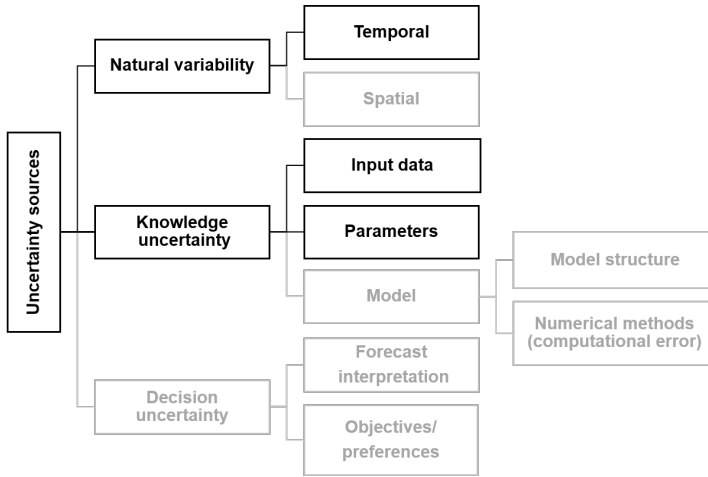 Uncertainty sources
Natural variability
Temporal
Spatial
Knowledge
uncertainty
Input data
Parameters
Model
Model structure
Numerical methods
(computational error)
Decision
uncertainty
Forecast
interpretation
Objectives/
preferences